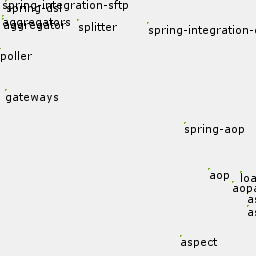 spring-integration-sftp
spring-dsl
aggregators
aggregator
splitter
spring-integration-
poller
gateways
spring-aop
aop
loa
aopa
as
as
aspect